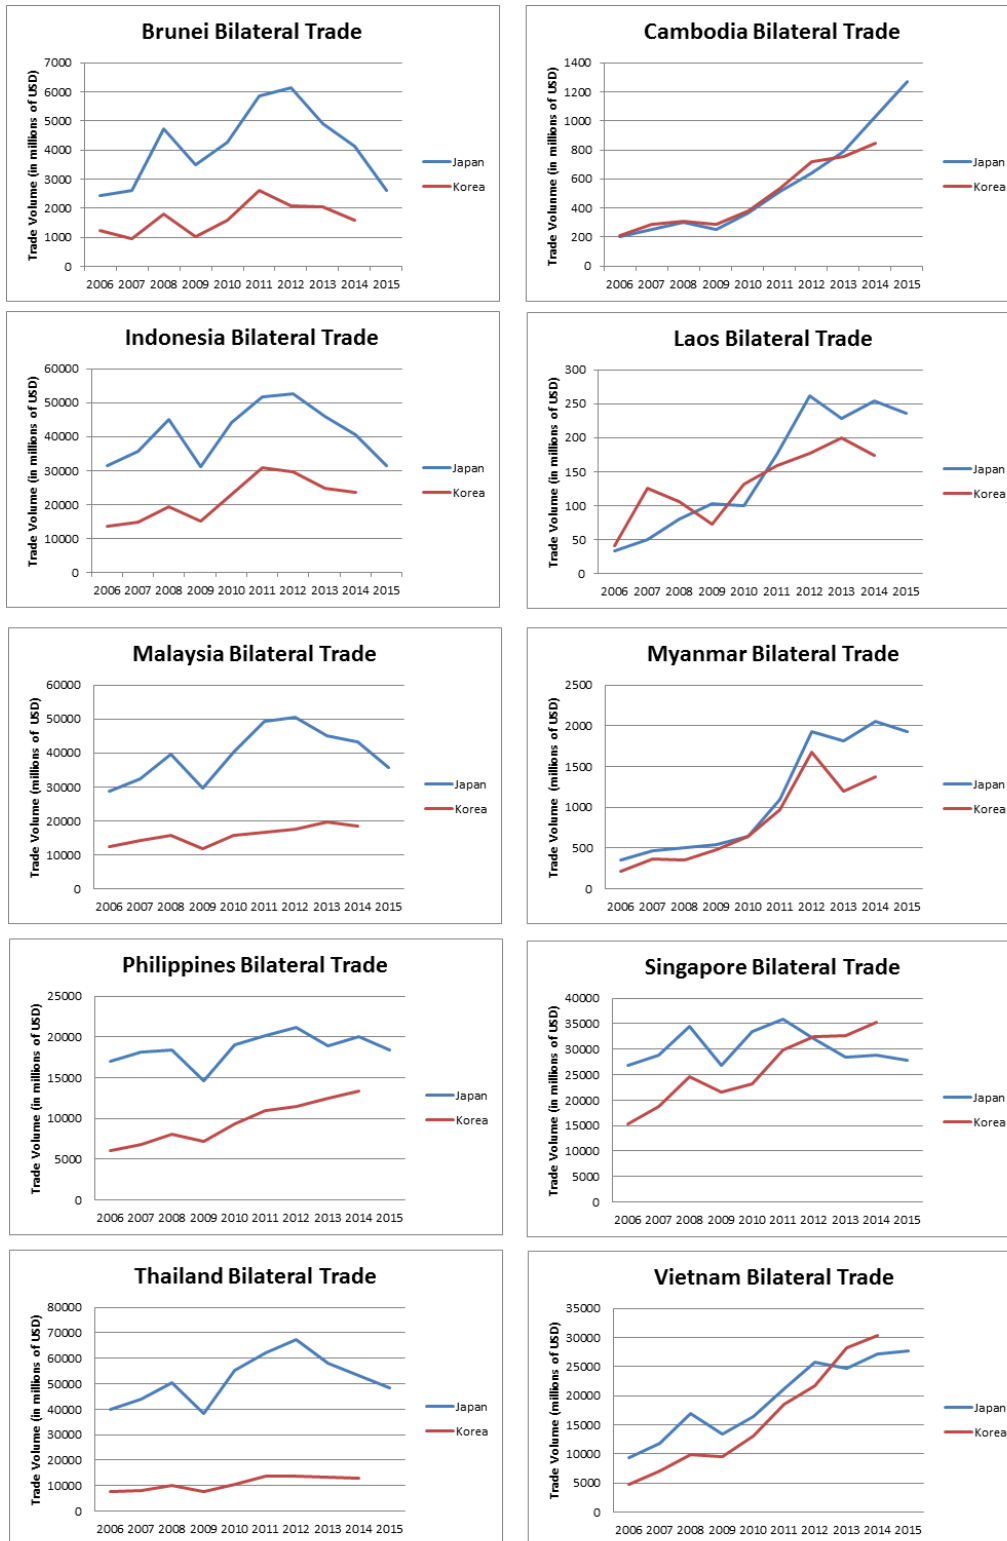 Brunei Bilateral Trade
Trade Volume (in millions of USD)
7000
6000
5000
4000
3000
2000
1000
0
2006 2007 2008 2009 2010 2011 2012 2013 2014 2015
Japan
Korea
Cambodia Bilateral Trade
Trade Volunme (in millions of USD)
1400
1200
1000
800
600
400
200
0
2006 2007 2008 2009 2010 2011 2012 2013 2014 2015
Japan
Korea
Indonesia Bilateral Trade
Trade Volume (in millions of USD)
60000
50000
40000
30000
20000
10000
0
2006 2007 2008 2009 2010 2011 2012 2013 2014 2015
Japan
Korea
Laos Bilateral Trade
Trade Volume (in millions of USD)
300
250
200
150
100
50
0
2006 2007 2008 2009 2010 2011 2012 2013 2014 2015
Japan
Korea
Malaysia Bilateral Trade
Trade Volume (millions of USD)
60000
50000
40000
30000
20000
10000
0
2006 2007 2008 2009 2010 2011 2012 2013 2014 2015
Japan
Korea
Myanmar Bilateral Trade
Trade Volume (in millions of USD)
2500
2000
1500
1000
500
0
2006 2007 2008 2009 2010 2011 2012 2013 2014 2015
Japan
Korea
Philippines Bilateral Trade
Trade Volume (in millions of USD)
25000
20000
15000
10000
5000
0
2006 2007 2008 2009 2010 2011 2012 2013 2014 2015
Japan
Korea
Singapore Bilateral Trade
Trade Volume (in millions of USD)
40000
35000
30000
25000
20000
15000
10000
5000
0
2006 2007 2008 2009 2010 2011 2012 2013 2014 2015
Japan
Korea
Thailand Bilateral Trade
Trade Volume (in millions of USD)
80000
70000
60000
50000
40000
30000
20000
10000
0
2006 2007 2008 2009 2010 2011 2012 2013 2014 2015
Japan
Korea
Vietnam Bilateral Trade
Trade Volume (millions of USD)
35000
30000
25000
20000
15000
10000
5000
0
2006 2007 2008 2009 2010 2011 2012 2013 2014 2015
Japan
Korea